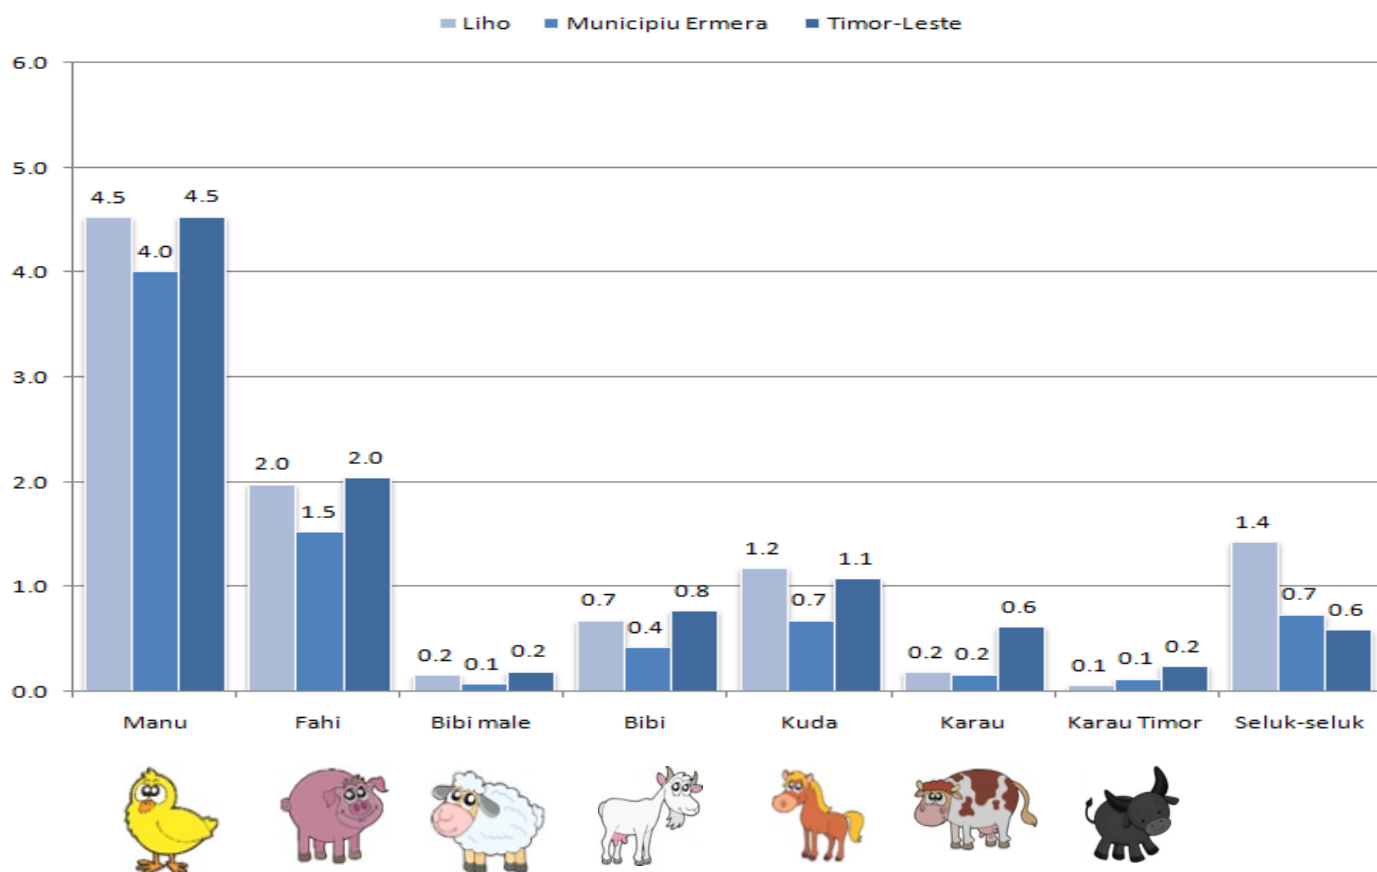 Liho Municipiu Ermera Timor-Leste
6.0
5.0
4.0
3.0
2.0
1.0
0.0
4.5 4.0 4.5
2.0 1.5 2.0
0.2 0.1 0.2
0.7 0.4 0.8
1.2 0.7 1.1
0.2 0.2 0.6
0.1 0.1 0.2
1.4 0.7 0.6
Manu Fahi Bibi male Bibi Kuda Karau Karau Timor Seluk-seluk